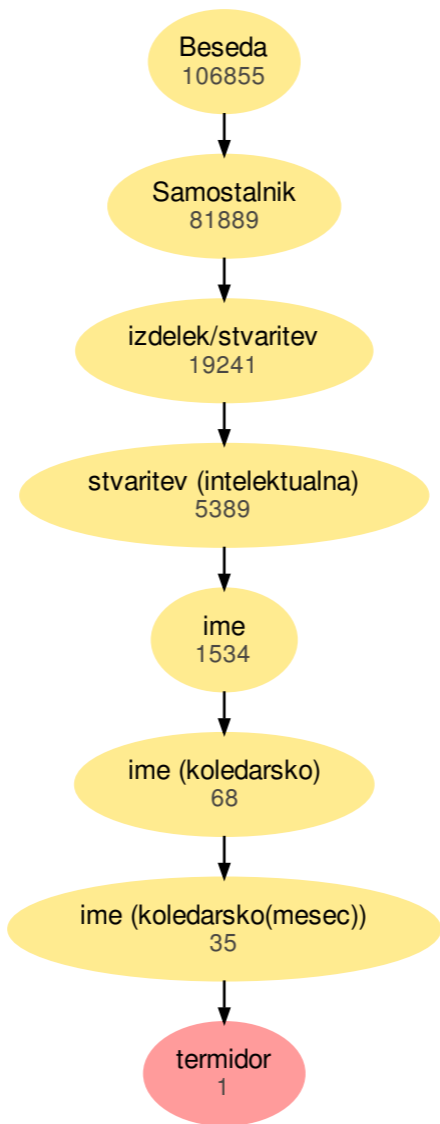 Beseda
106855
Samostalnik
81889
izdelek/stvaritev
19241
stvaritev (intelektualna)
5389
ime
1534
ime (koledarsko)
68
ime (koledarsko(mesec))
35
termidor
1